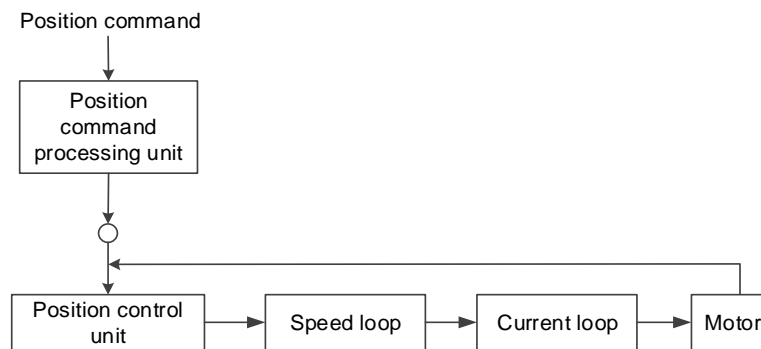 Position command
Position
command
processing unit
Position control
unit
Speed loop
Current loop
Motor